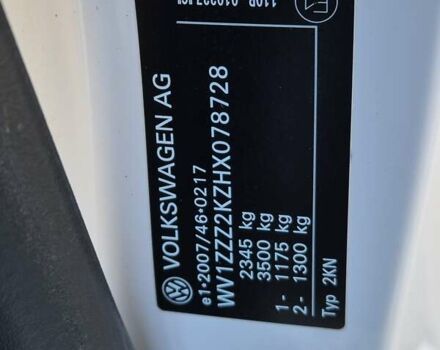 VOLKSWAGEN AG
e1*2007/46*0217
WV1ZZZ2KZHX078728
2345 kg
3500 kg
1- 1175 kg
2- 1300 kg
Typ 2KN